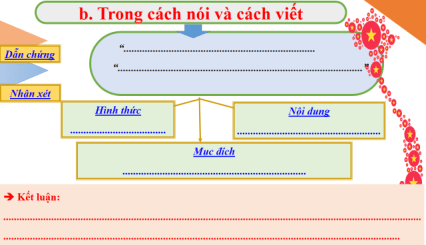 b. Trong cách nói và cách viết
“................................................................
Dẫn chứng
“..................................................................................”
Nhận xét
Hình thức
................................
Nội dung
................................................
Mục đích
.............................................................
➔ Kết luận:
............................................................................................................................................
.....................................................................................................................................